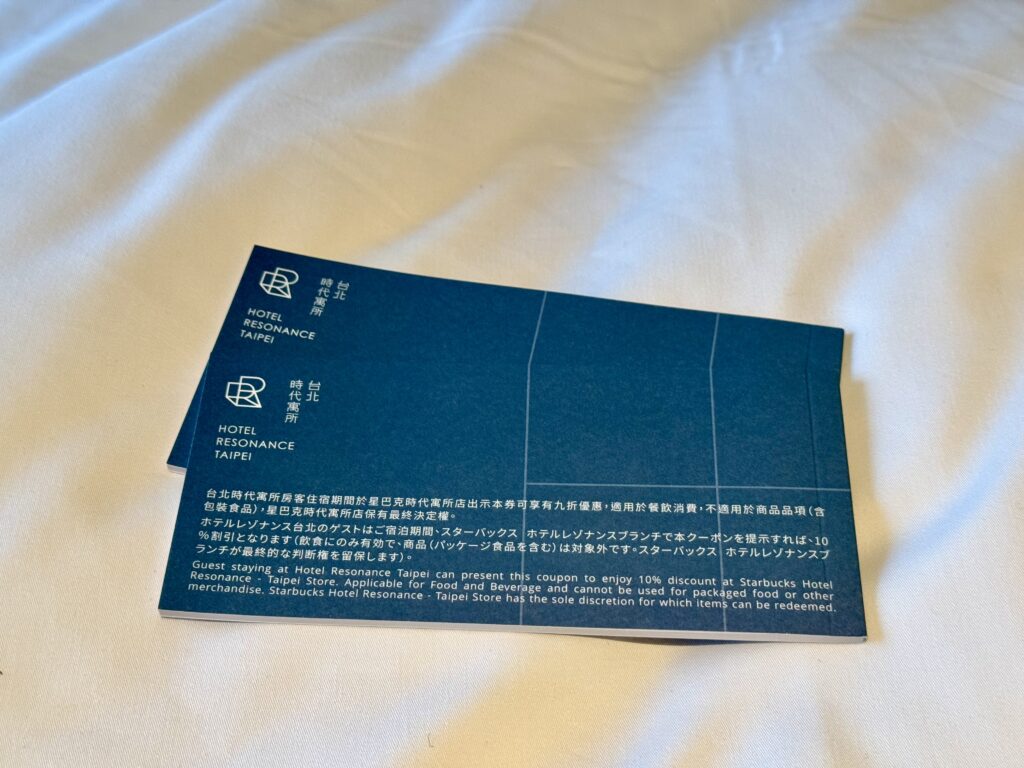 台北
時代寓所
HOTEL
RESONANCE
TAIPEI
台北
時代寓所
HOTEL
RESONANCE
TAIPEI
台北時代寓所房客住宿期間於星巴克時代寓所店出示本券可享有九折優惠，適用於餐飲消費，不適用於商品品項（含
包裝食品），星巴克時代寓所店保有最終決定權。
ホテルレゾナンス台北のゲストはご宿泊期間、スターバックス ホテルレゾナンスブランチで本クーポンを提示すれば、10
％割引となります（飲食にのみ有効で、商品（パッケージ食品を含む）は対象外です。スターバックス ホテルレゾナンスブ
ランチが最終的な判断権を留保します）。
Guest staying at Hotel Resonance Taipei can present this coupon to enjoy 10% discount at Starbucks Hotel
Resonance - Taipei Store. Applicable for Food and Beverage and cannot be used for packaged food or other
merchandise. Starbucks Hotel Resonance - Taipei Store has the sole discretion for which items can be redeemed.